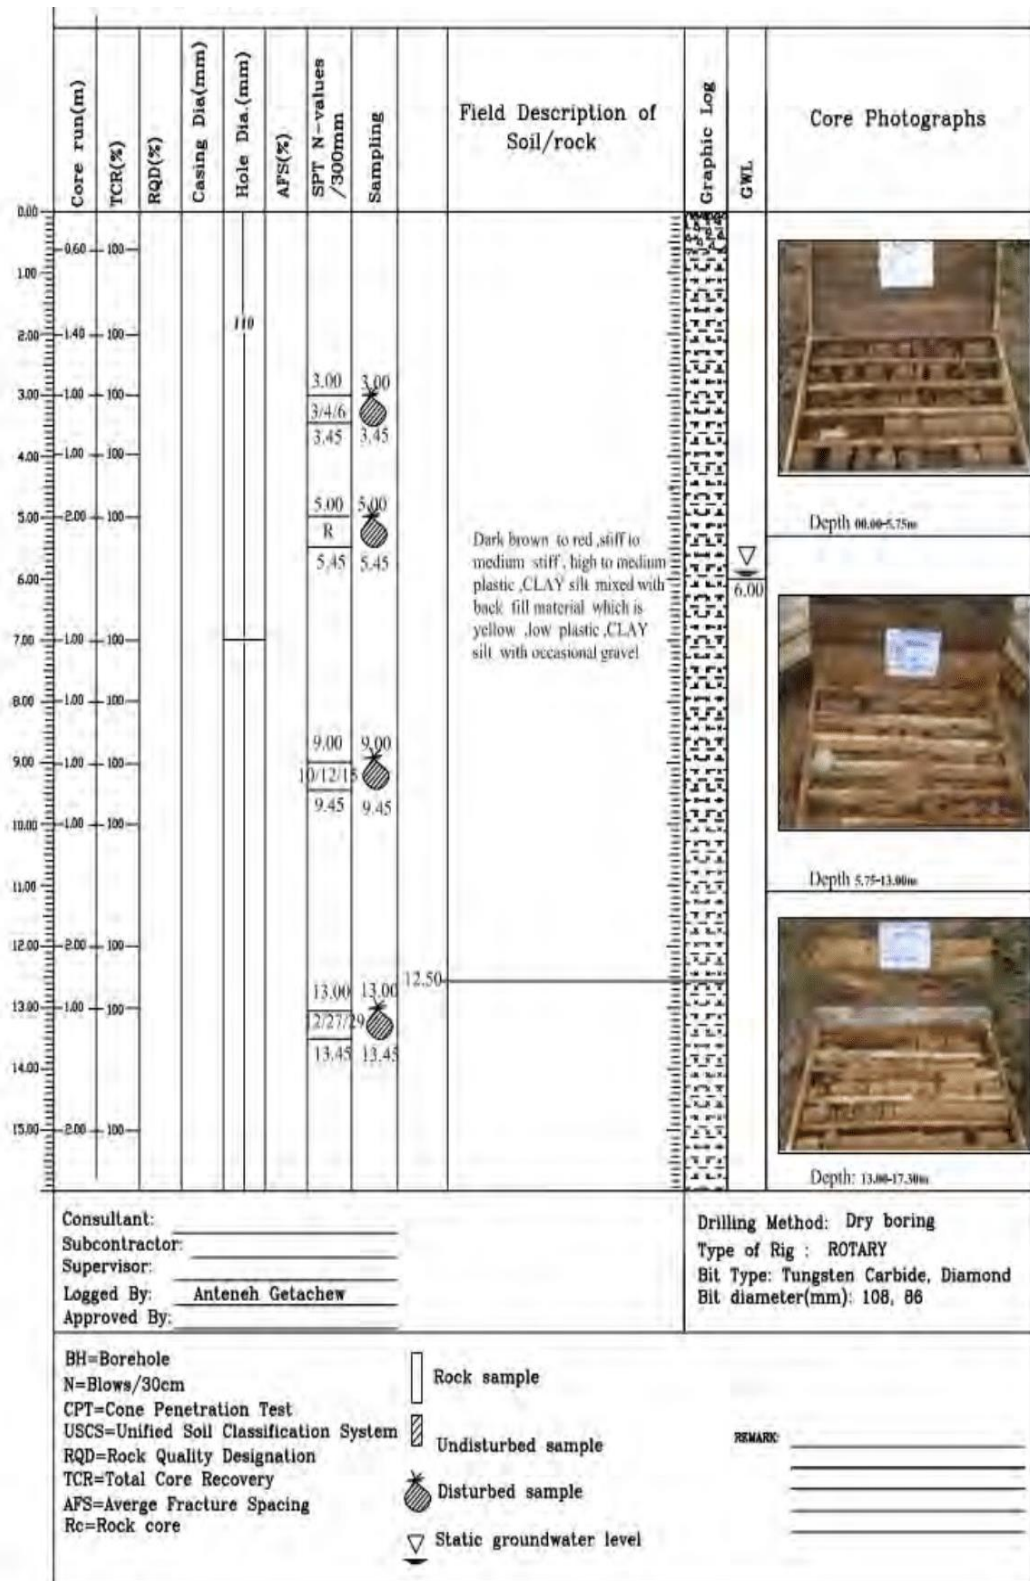 Core run(m)
TCR(%)
RQD(%)
Casing Dia(mm)
Hole Dia.(mm)
AFS(%)
SPT N-values
/300mm
Sampling
Field Description of
Soil/rock
Graphic Log
GWL
Core Photographs
0.00
0.60 100
1.00
110
2.00 1.40 100
3.00 3.00
3.00 1.00 100
3/4/6
3.45 3.45
4.00 1.00 100
5.00 5.00
5.00 2.00 100
R
5.45 5.45
6.00
7.00 1.00 100
8.00 1.00 100
9.00 9.00
9.00 1.00 100
10/12/15
9.45 9.45
10.00 1.00 100
11.00
12.00 2.00 100
12.50
13.00 13.00
13.00 1.00 100
12/27/29
13.45 13.45
14.00
15.00 2.00 100
Dark brown to red ,stiff to
medium stiff, high to medium
plastic ,CLAY silt mixed with
back fill material which is
yellow ,low plastic ,CLAY
silt with occasional gravel
6.00
Depth 00.00-5.75m
Depth 5.75-13.00m
Depth: 13.00-17.30m
Consultant:
Subcontractor:
Supervisor:
Logged By: Anteneh Getachew
Approved By:
Drilling Method: Dry boring
Type of Rig : ROTARY
Bit Type: Tungsten Carbide, Diamond
Bit diameter(mm): 108, 86
BH=Borehole
N=Blows/30cm
CPT=Cone Penetration Test
USCS=Unified Soil Classification System
RQD=Rock Quality Designation
TCR=Total Core Recovery
AFS=Averge Fracture Spacing
Rc=Rock core
Rock sample
Undisturbed sample
Disturbed sample
Static groundwater level
REMARK: